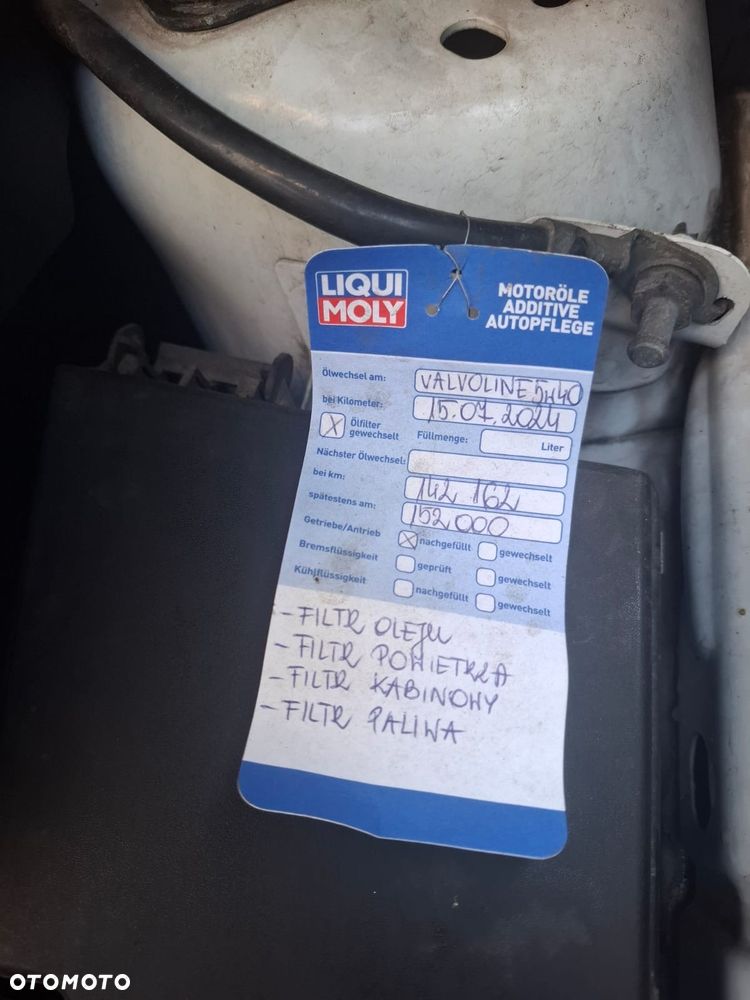 LIQUI
MOLY
MOTORÖLE
ADDITIVE
AUTOPFLEGE
Ölwechsel am: VALVOLINE 5W40
bei Kilometer: 15.07.2024
X Ölfilter
gewechselt Füllmenge: Liter
Nächster Ölwechsel:
bei km: 142 162
spätestens am: 152000
Getriebe/Antrieb X nachgefüllt gewechselt
Bremsflüssigkeit geprüft gewechselt
Kühlflüssigkeit nachgefüllt gewechselt
- FILTR OLEJU
- FILTR POWIETRZA
- FILTR KABINOWY
- FILTR PALIWA
OTOMOTO